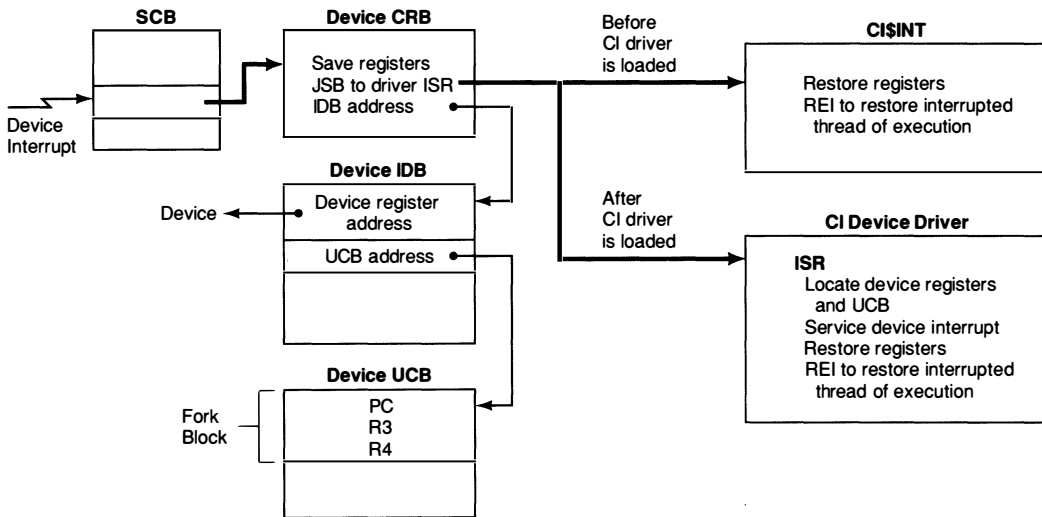 SCB
Device
Interrupt
Device CRB
Save registers
JSB to driver ISR
IDB address
Device IDB
Device register
address
Device
UCB address
Device UCB
PC
R3
R4
Fork
Block
Before
CI driver
is loaded
CI$INT
Restore registers
REI to restore interrupted
thread of execution
After
CI driver
is loaded
CI Device Driver
ISR
Locate device registers
and UCB
Service device interrupt
Restore registers
REI to restore interrupted
thread of execution